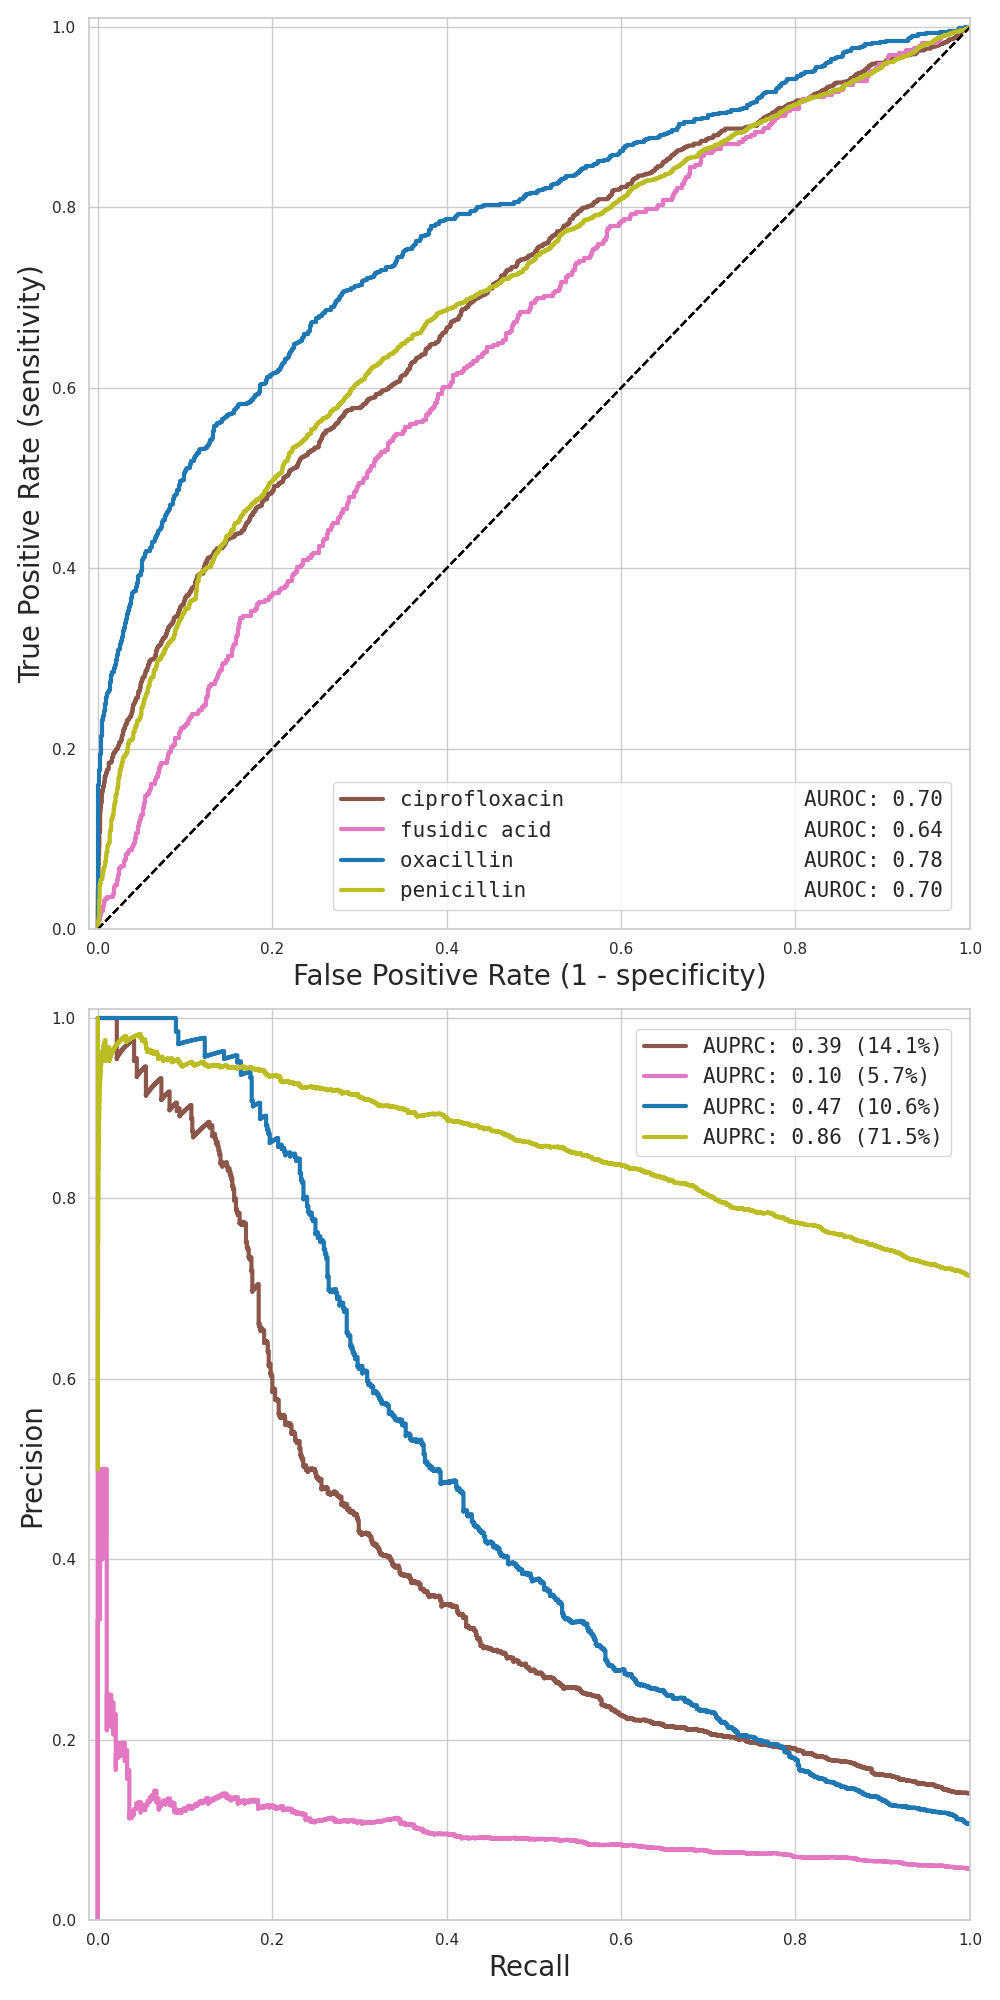 1.0
0.8
0.6
0.4
0.2
0.0
True Positive Rate (sensitivity)
ciprofloxacin AUROC: 0.70
fusidic acid AUROC: 0.64
oxacillin AUROC: 0.78
penicillin AUROC: 0.70
0.0 0.2 0.4 0.6 0.8 1.0
False Positive Rate (1 - specificity)
1.0
0.8
0.6
0.4
0.2
0.0
Precision
AUPRC: 0.39 (14.1%)
AUPRC: 0.10 (5.7%)
AUPRC: 0.47 (10.6%)
AUPRC: 0.86 (71.5%)
0.0 0.2 0.4 0.6 0.8 1.0
Recall